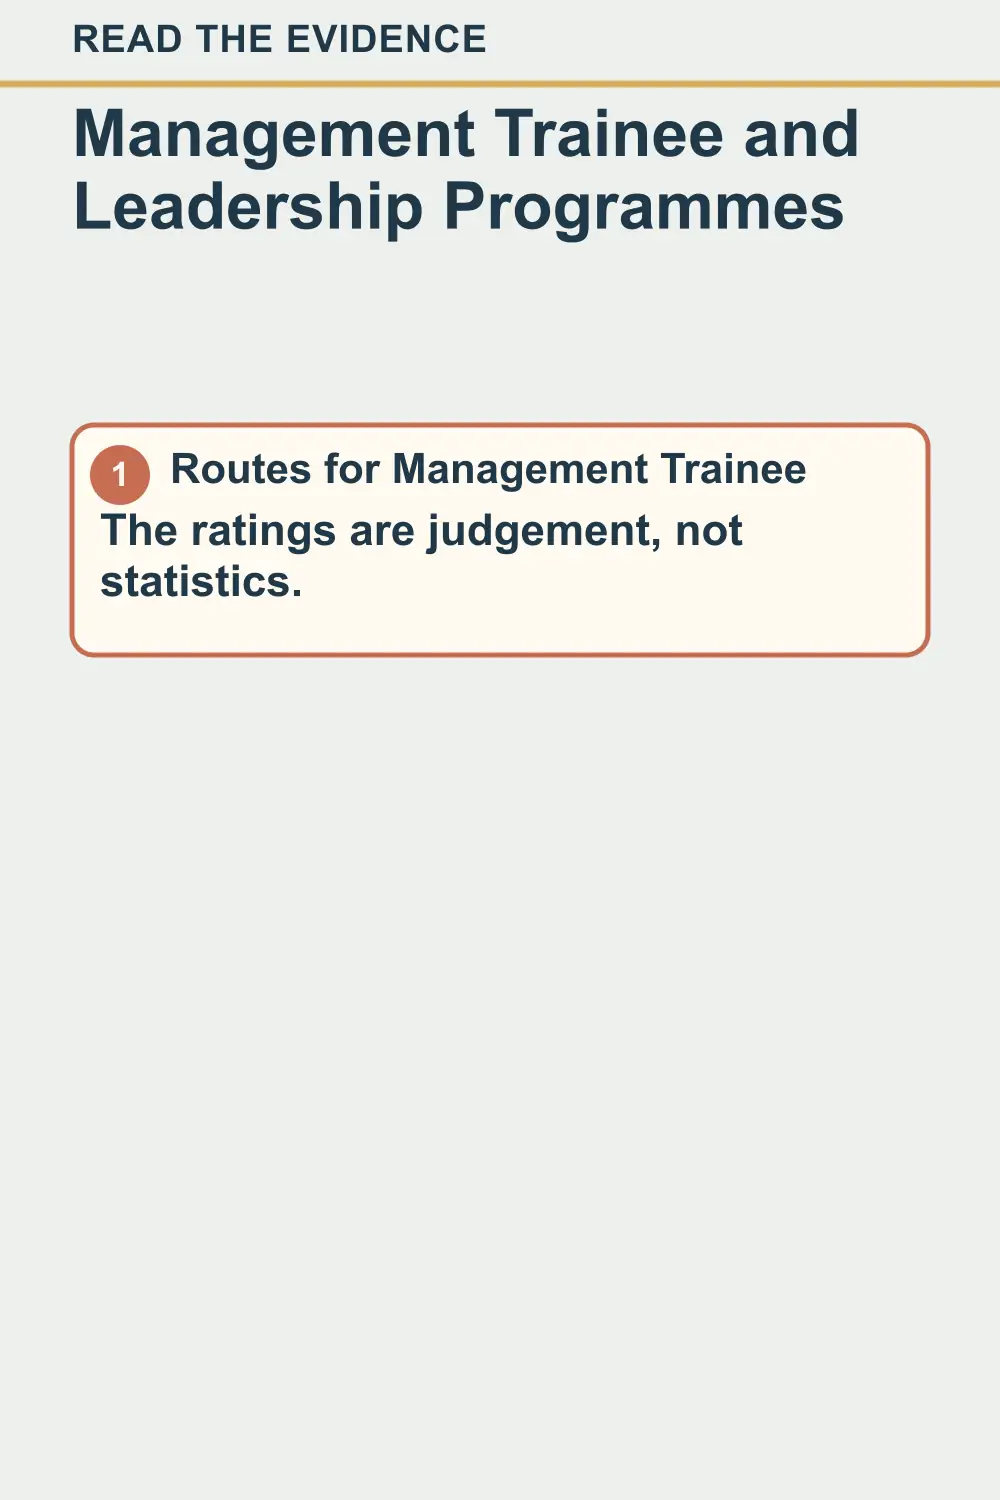 READ THE EVIDENCE
Management Trainee and
Leadership Programmes
1 Routes for Management Trainee
The ratings are judgement, not
statistics.